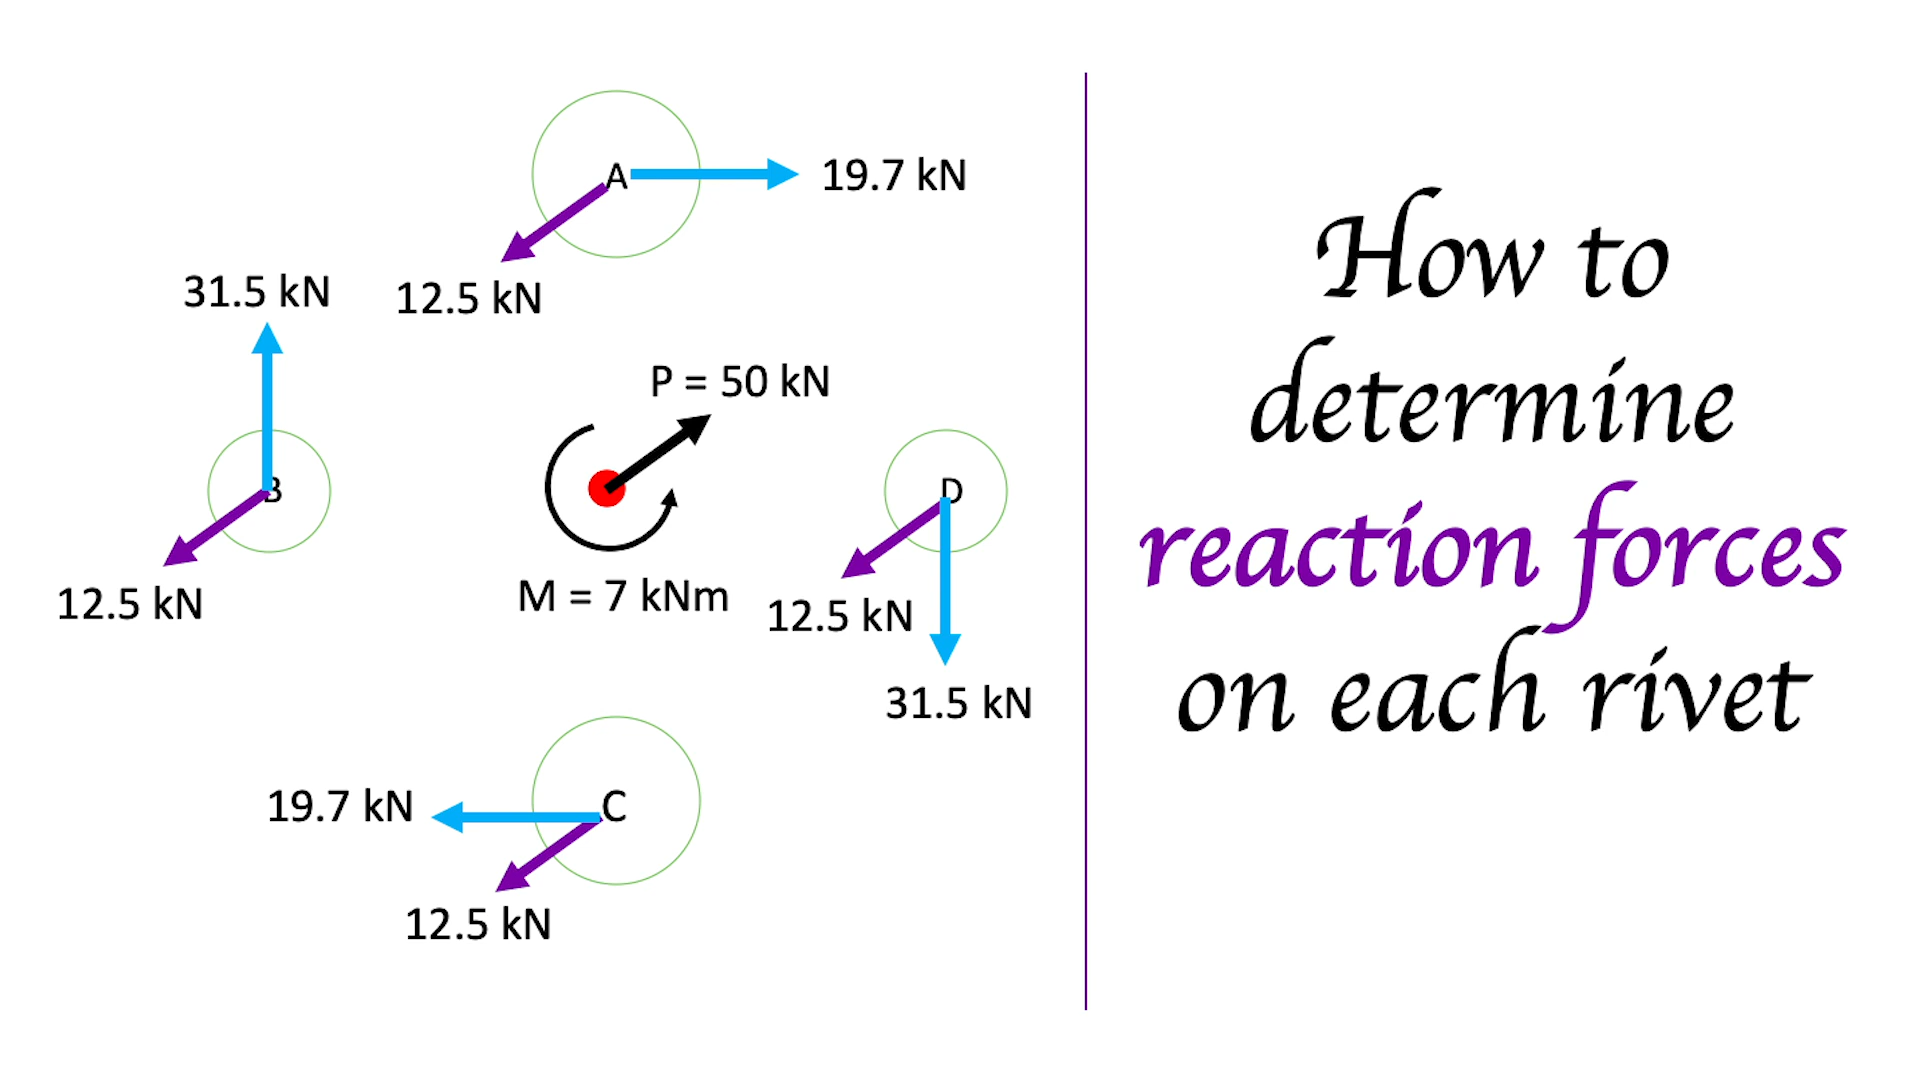 A
19.7 kN
12.5 kN
31.5 kN
B
12.5 kN
P = 50 kN
M = 7 kNm
D
12.5 kN
31.5 kN
19.7 kN
C
12.5 kN
How to
determine
reaction forces
on each rivet